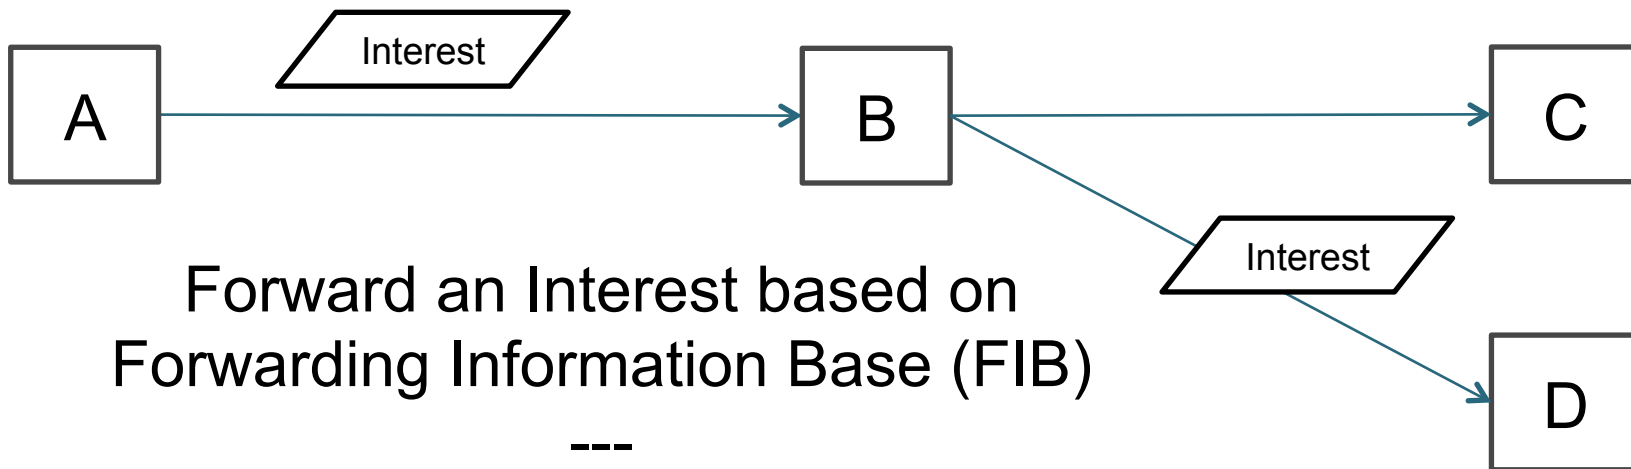 Interest
A
B
C
Interest
Forward an Interest based on
Forwarding Information Base (FIB)
D
---